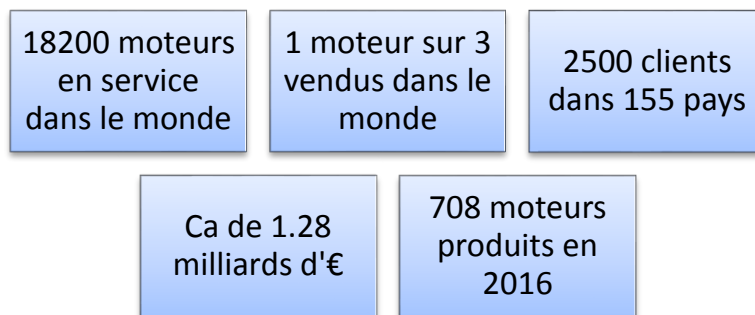 18200 moteurs
en service
dans le monde
1 moteur sur 3
vendus dans le
monde
2500 clients
dans 155 pays
Ca de 1.28
milliards d'€
708 moteurs
produits en
2016